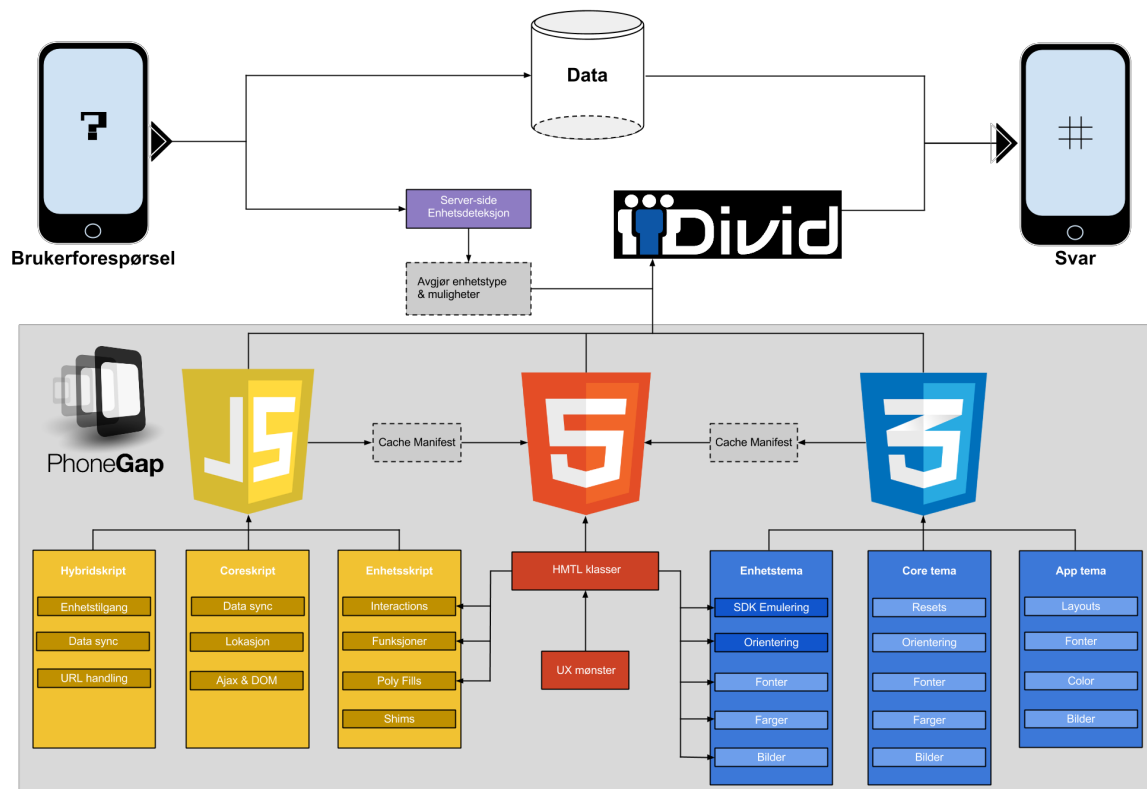 ?
Data
#
Brukerforespørsel
Server-side
Enhetsdeteksjon
Divid
Svar
Avgjør enhetstype
& muligheter
PhoneGap
JS
Cache Manifest
5
Cache Manifest
3
Hybridskript
Enhetstilgang
Data sync
URL handling
Coreskript
Data sync
Lokasjon
Ajax & DOM
Enhetsskript
Interactions
Funksjoner
Poly Fills
Shims
HMTL klasser
UX mønster
Enhetstema
SDK Emulering
Orientering
Fonter
Farger
Bilder
Core tema
Resets
Orientering
Fonter
Farger
Bilder
App tema
Layouts
Fonter
Color
Bilder